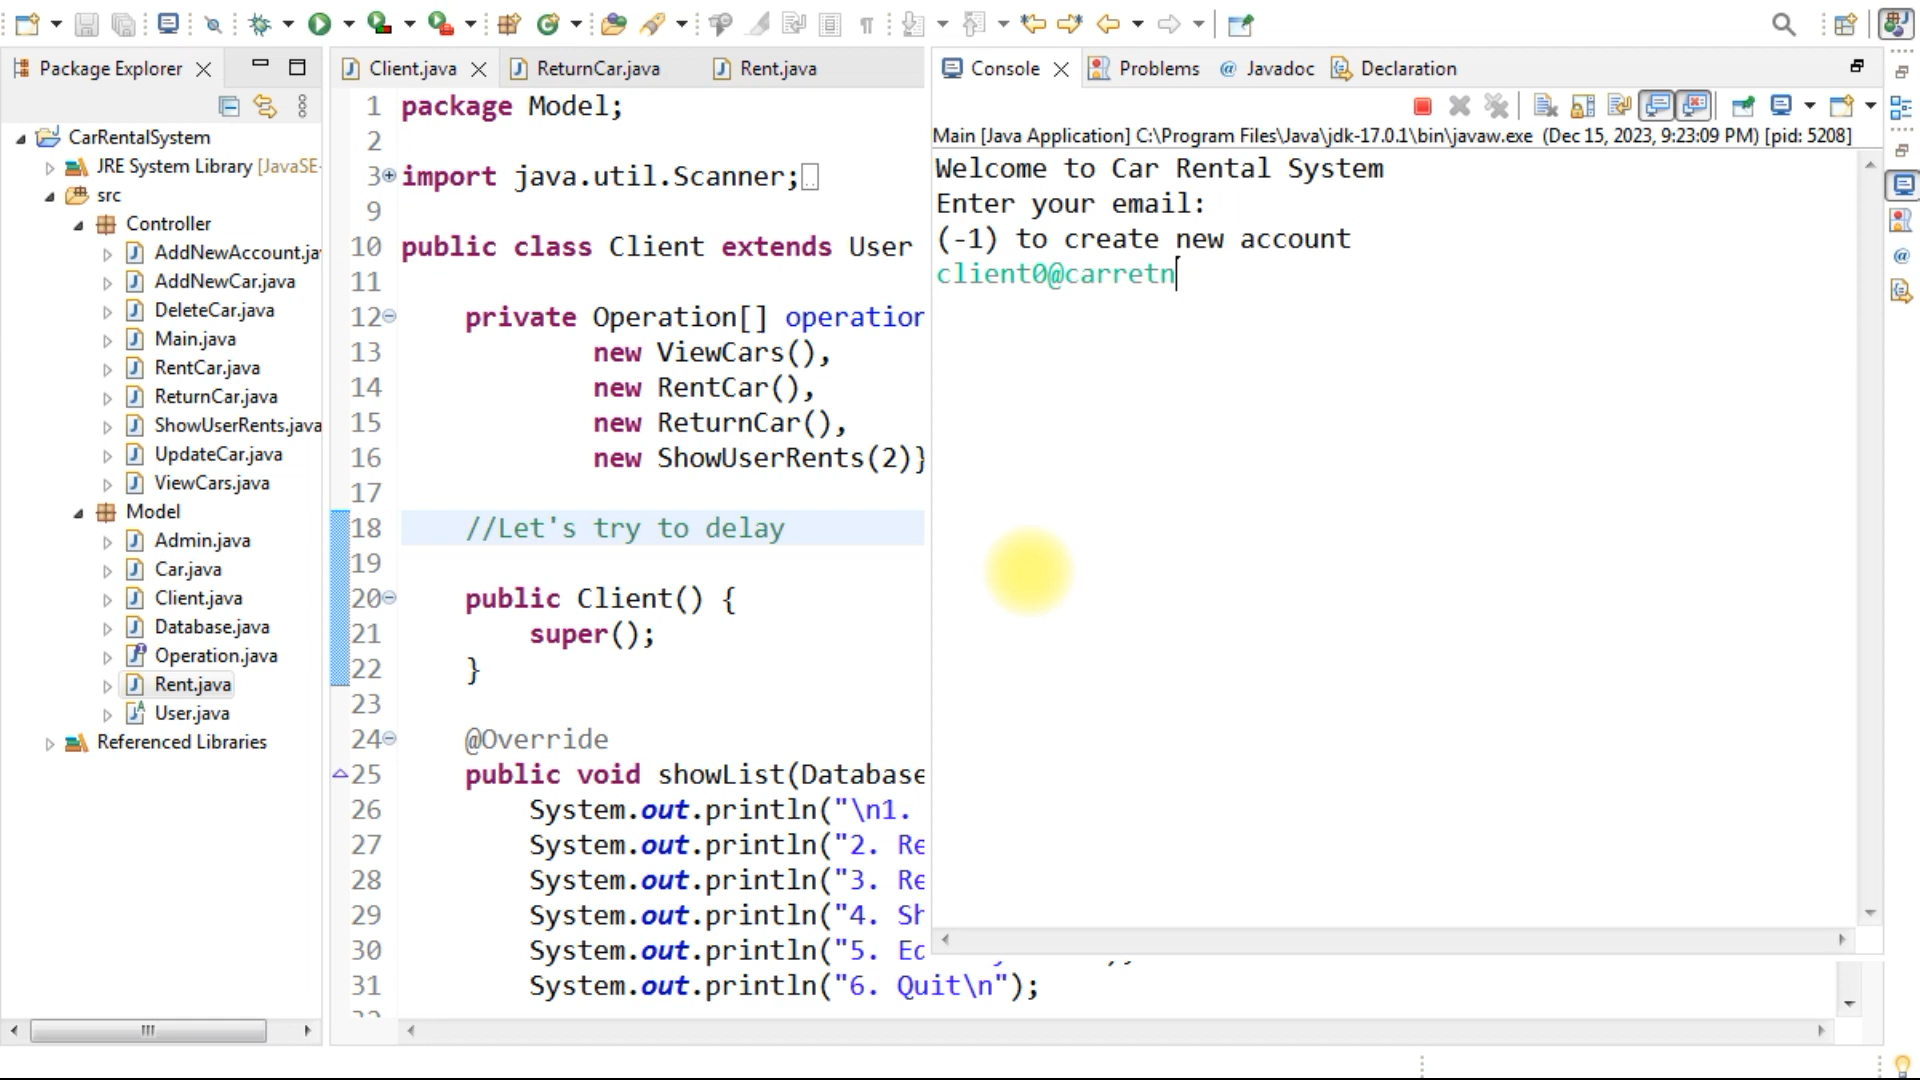 Package Explorer
CarRentalSystem
JRE System Library [JavaSE-
src
Controller
AddNewAccount.ja
AddNewCar.java
DeleteCar.java
Main.java
RentCar.java
ReturnCar.java
ShowUserRents.java
UpdateCar.java
ViewCars.java
Model
Admin.java
Car.java
Client.java
Database.java
Operation.java
Rent.java
User.java
Referenced Libraries
Client.java ReturnCar.java Rent.java
1 package Model;
2
3 import java.util.Scanner;
9
10 public class Client extends User
11
12 private Operation[] operation
13 new ViewCars(),
14 new RentCar(),
15 new ReturnCar(),
16 new ShowUserRents(2)}
17
18 //Let's try to delay
19
20 public Client() {
21 super();
22 }
23
24 @Override
25 public void showList(Database
26 System.out.println("\n1.
27 System.out.println("2. Re
28 System.out.println("3. Re
29 System.out.println("4. Sh
30 System.out.println("5. Ed
31 System.out.println("6. Quit\n");
Console Problems @ Javadoc Declaration
Main [Java Application] C:\Program Files\Java\jdk-17.0.1\bin\javaw.exe (Dec 15, 2023, 9:23:09 PM) [pid: 5208]
Welcome to Car Rental System
Enter your email:
(-1) to create new account
client0@carretn